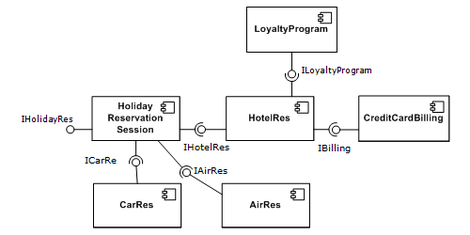 LoyaltyProgram
ILoyaltyProgram
IHolidayRes
Holiday
Reservation
Session
HotelRes
CreditCardBilling
IHotelRes
IBilling
ICarRe
IAirRes
CarRes
AirRes